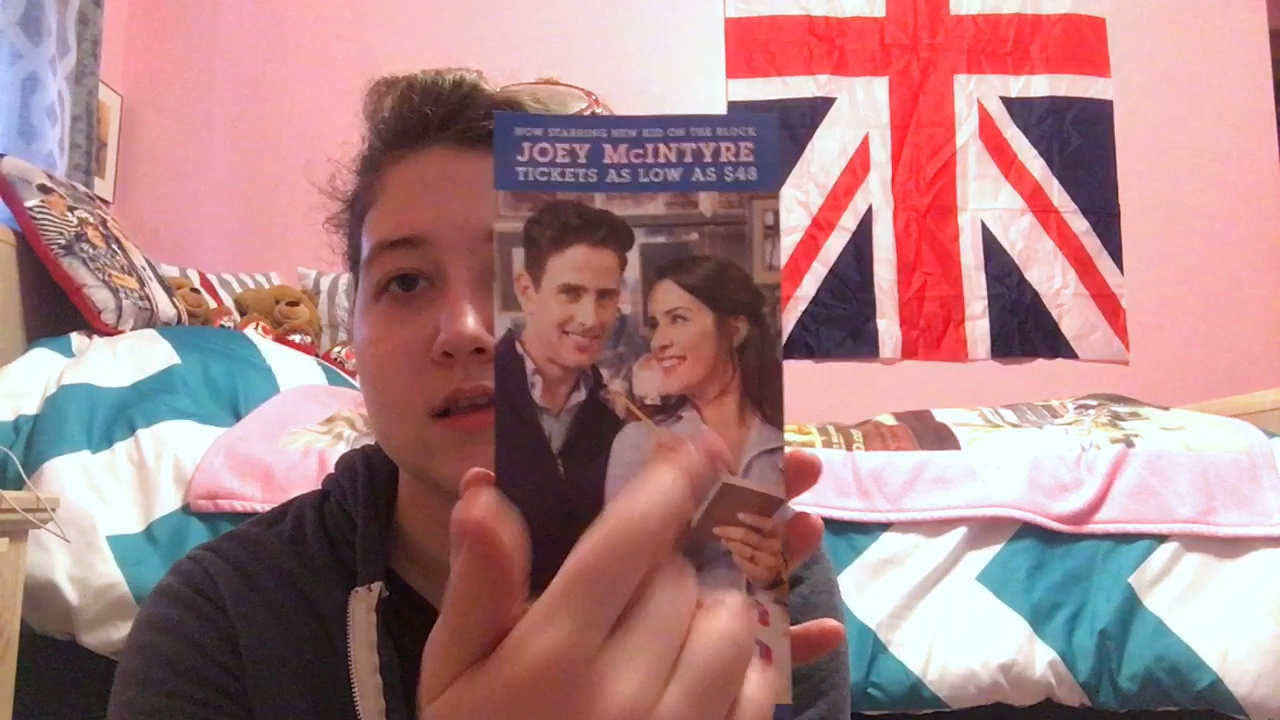 NOW STARRING NEW KID ON THE BLOCK
JOEY McINTYRE
TICKETS AS LOW AS $48